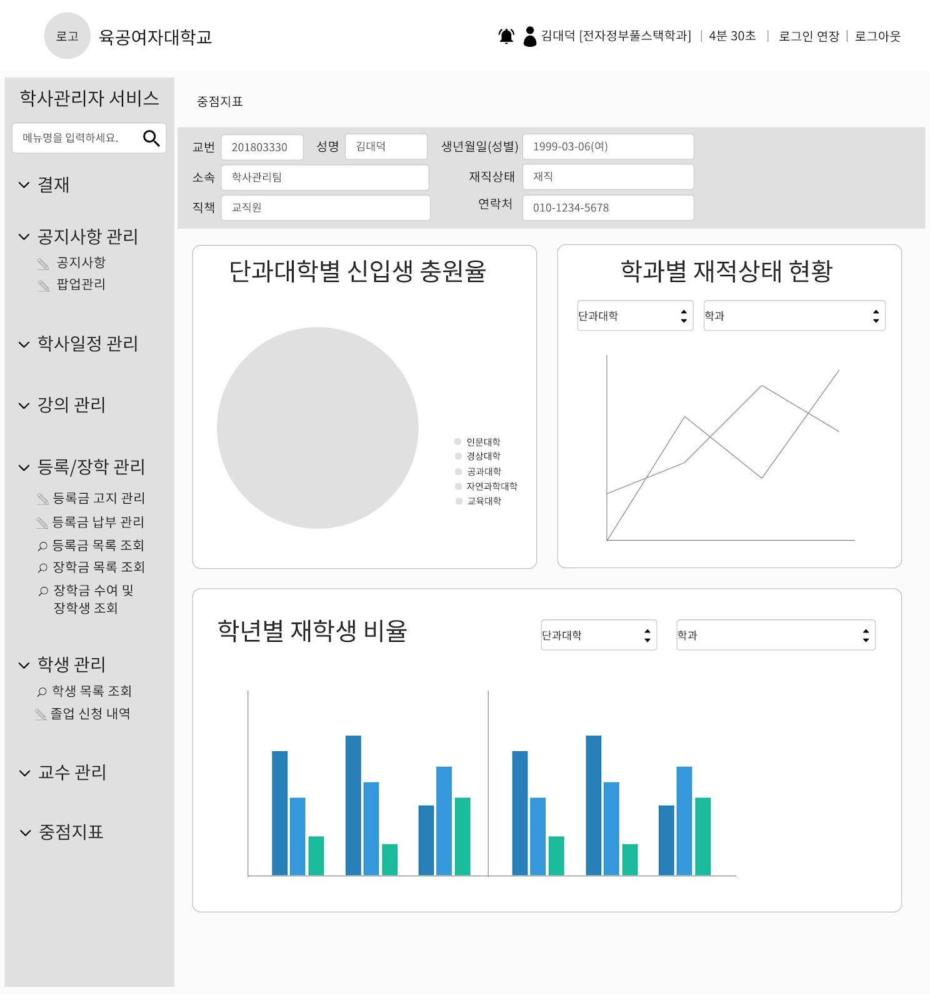 로고 육공여자대학교
김대덕 [전자정부풀스택학과] | 4분 30초 | 로그인 연장 | 로그아웃
학사관리자 서비스
메뉴명을 입력하세요.
결재
공지사항 관리
공지사항
팝업관리
학사일정 관리
강의 관리
등록/장학 관리
등록금 고지 관리
등록금 납부 관리
등록금 목록 조회
장학금 목록 조회
장학금 수여 및
장학생 조회
학생 관리
학생 목록 조회
졸업 신청 내역
교수 관리
중점지표
중점지표
교번 201803330 성명 김대덕 생년월일(성별) 1999-03-06(여)
소속 학사관리팀 재직상태 재직
직책 교직원 연락처 010-1234-5678
단과대학별 신입생 충원율
인문대학
경상대학
공과대학
자연과학대학
교육대학
학과별 재적상태 현황
단과대학 학과
학년별 재학생 비율
단과대학 학과